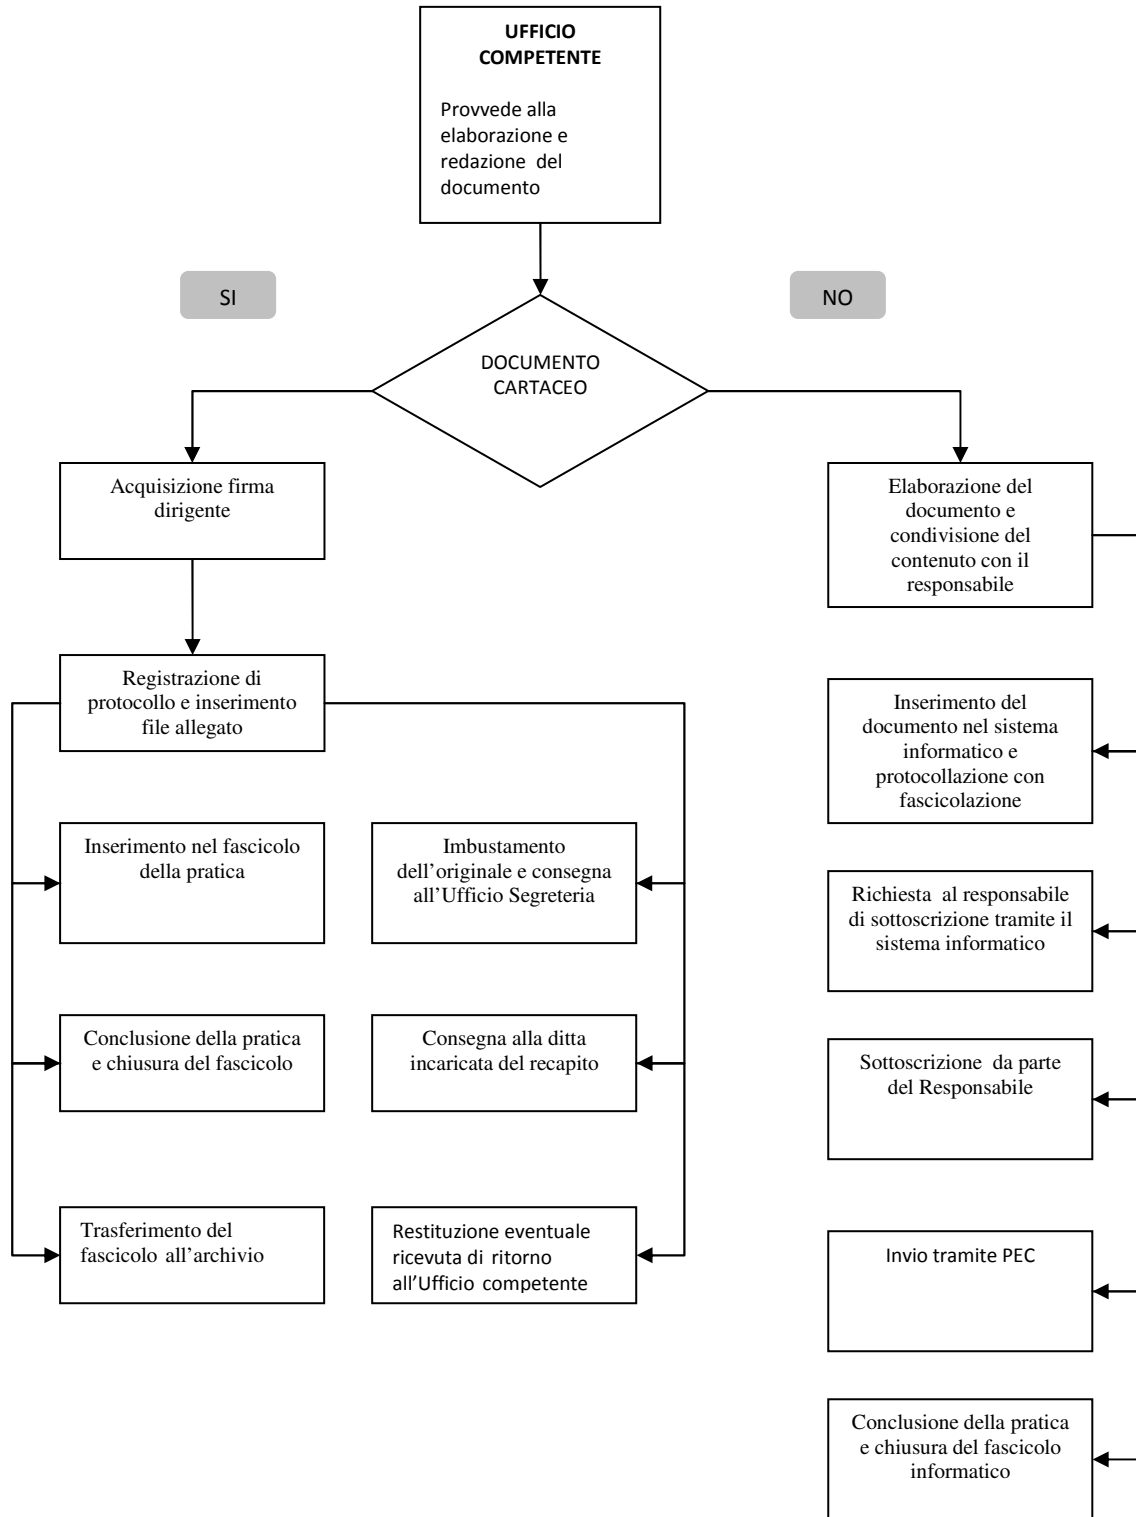 UFFICIO
COMPETENTE
Provvede alla
elaborazione e
redazione del
documento
SI
NO
DOCUMENTO
CARTACEO
Acquisizione firma
dirigente
Registrazione di
protocollo e inserimento
file allegato
Inserimento nel fascicolo
della pratica
Conclusione della pratica
e chiusura del fascicolo
Trasferimento del
fascicolo all'archivio
Imbustamento
dell'originale e consegna
all'Ufficio Segreteria
Consegna alla ditta
incaricata del recapito
Restituzione eventuale
ricevuta di ritorno
all'Ufficio competente
Elaborazione del
documento e
condivisione del
contenuto con il
responsabile
Inserimento del
documento nel sistema
informatico e
protocollazione con
fascicolazione
Richiesta al responsabile
di sottoscrizione tramite il
sistema informatico
Sottoscrizione da parte
del Responsabile
Invio tramite PEC
Conclusione della pratica
e chiusura del fascicolo
informatico